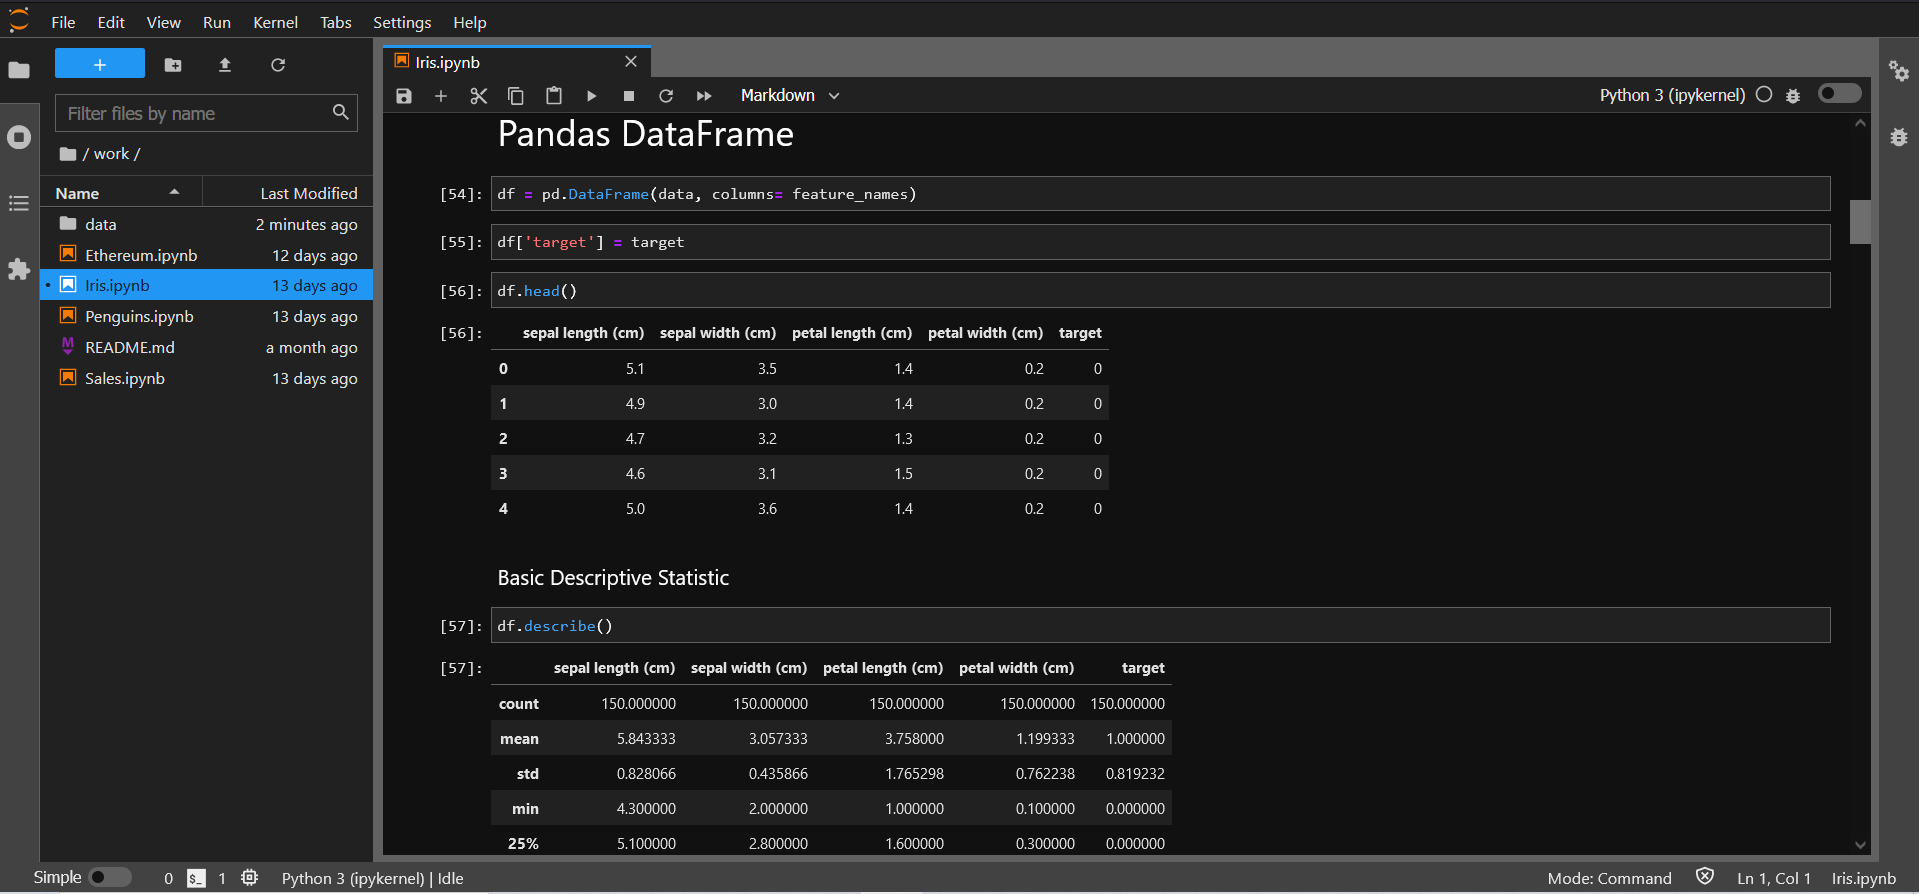 File Edit View Run Kernel Tabs Settings Help
+
Filter files by name
/ work /
Name Last Modified
data 2 minutes ago
Ethereum.ipynb 12 days ago
• Iris.ipynb 13 days ago
Penguins.ipynb 13 days ago
M README.md a month ago
Sales.ipynb 13 days ago
Iris.ipynb
Markdown Python 3 (ipykernel)
Pandas DataFrame
[54]: df = pd.DataFrame(data, columns= feature_names)
[55]: df['target'] = target
[56]: df.head()
[56]: sepal length (cm) sepal width (cm) petal length (cm) petal width (cm) target
0 5.1 3.5 1.4 0.2 0
1 4.9 3.0 1.4 0.2 0
2 4.7 3.2 1.3 0.2 0
3 4.6 3.1 1.5 0.2 0
4 5.0 3.6 1.4 0.2 0
Basic Descriptive Statistic
[57]: df.describe()
[57]: sepal length (cm) sepal width (cm) petal length (cm) petal width (cm) target
count 150.000000 150.000000 150.000000 150.000000 150.000000
mean 5.843333 3.057333 3.758000 1.199333 1.000000
std 0.828066 0.435866 1.765298 0.762238 0.819232
min 4.300000 2.000000 1.000000 0.100000 0.000000
25% 5.100000 2.800000 1.600000 0.300000 0.000000
Simple 0 $_ 1 Python 3 (ipykernel) | Idle Mode: Command Ln 1, Col 1 Iris.ipynb